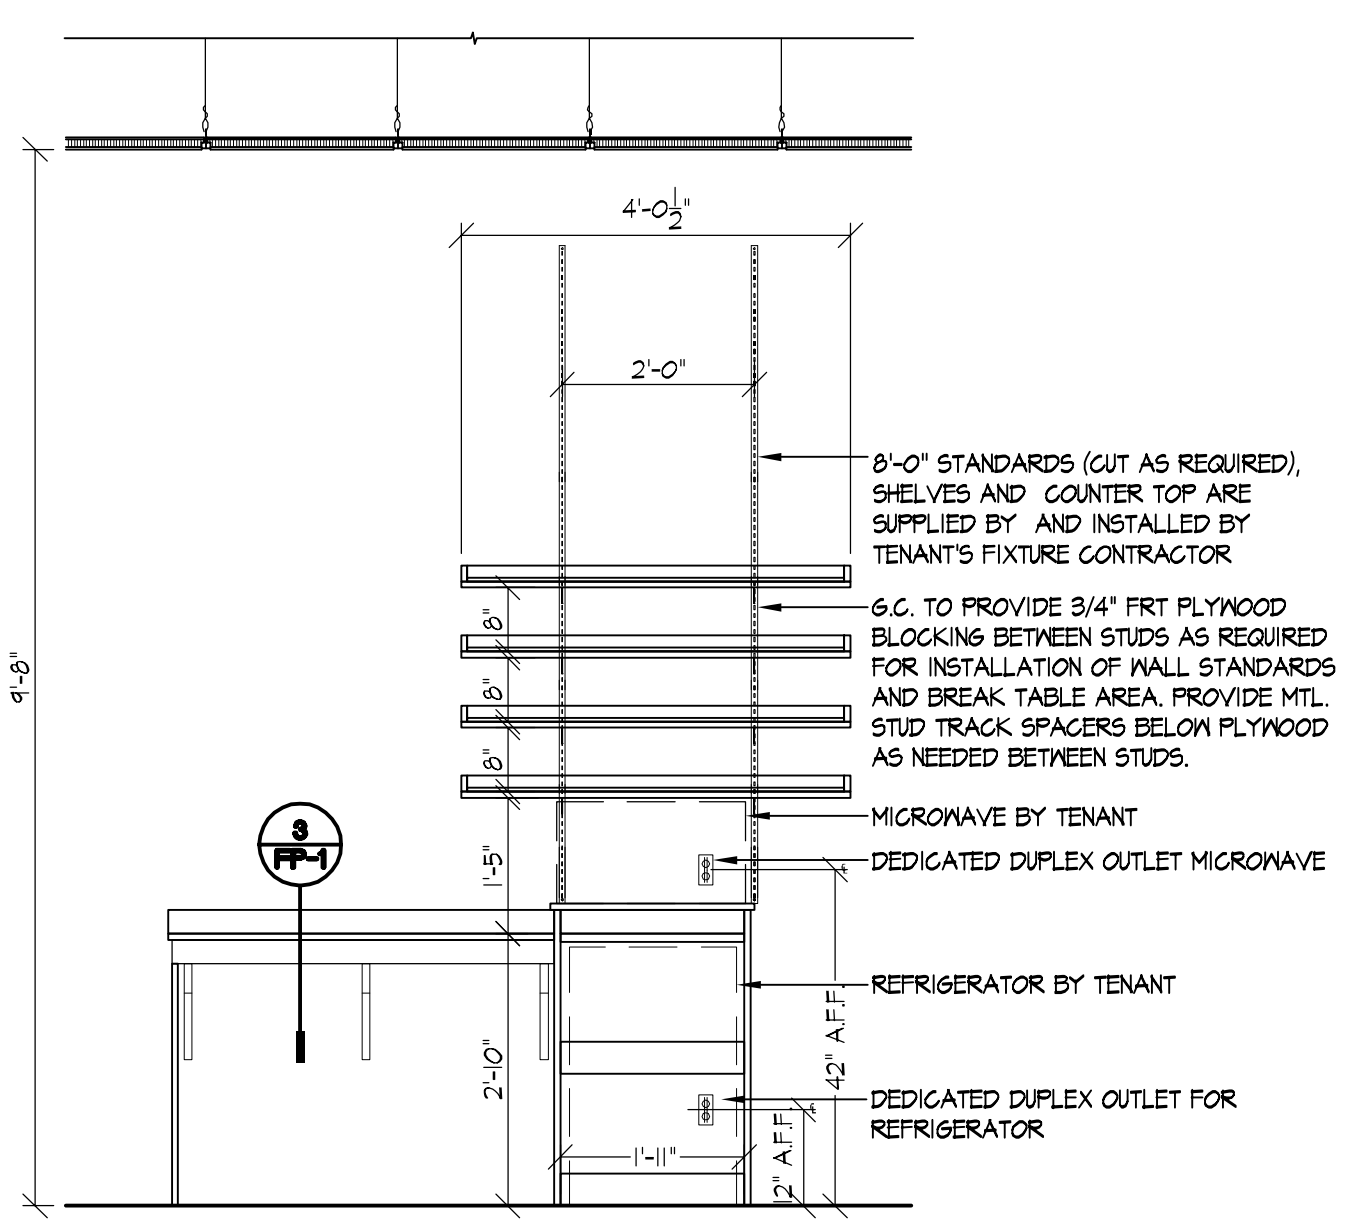 4'-0 1/2"
2'-0"
8'-0" STANDARDS (CUT AS REQUIRED),
SHELVES AND COUNTER TOP ARE
SUPPLIED BY AND INSTALLED BY
TENANT'S FIXTURE CONTRACTOR
8"
G.C. TO PROVIDE 3/4" FRT PLYWOOD
BLOCKING BETWEEN STUDS AS REQUIRED
FOR INSTALLATION OF WALL STANDARDS
AND BREAK TABLE AREA. PROVIDE MTL.
STUD TRACK SPACERS BELOW PLYWOOD
AS NEEDED BETWEEN STUDS.
9'-8"
8"
8"
MICROWAVE BY TENANT
3
FP-1
1'-5"
DEDICATED DUPLEX OUTLET MICROWAVE
REFRIGERATOR BY TENANT
42" A.F.F.
2'-10"
DEDICATED DUPLEX OUTLET FOR
REFRIGERATOR
1'-11"
12" A.F.F.